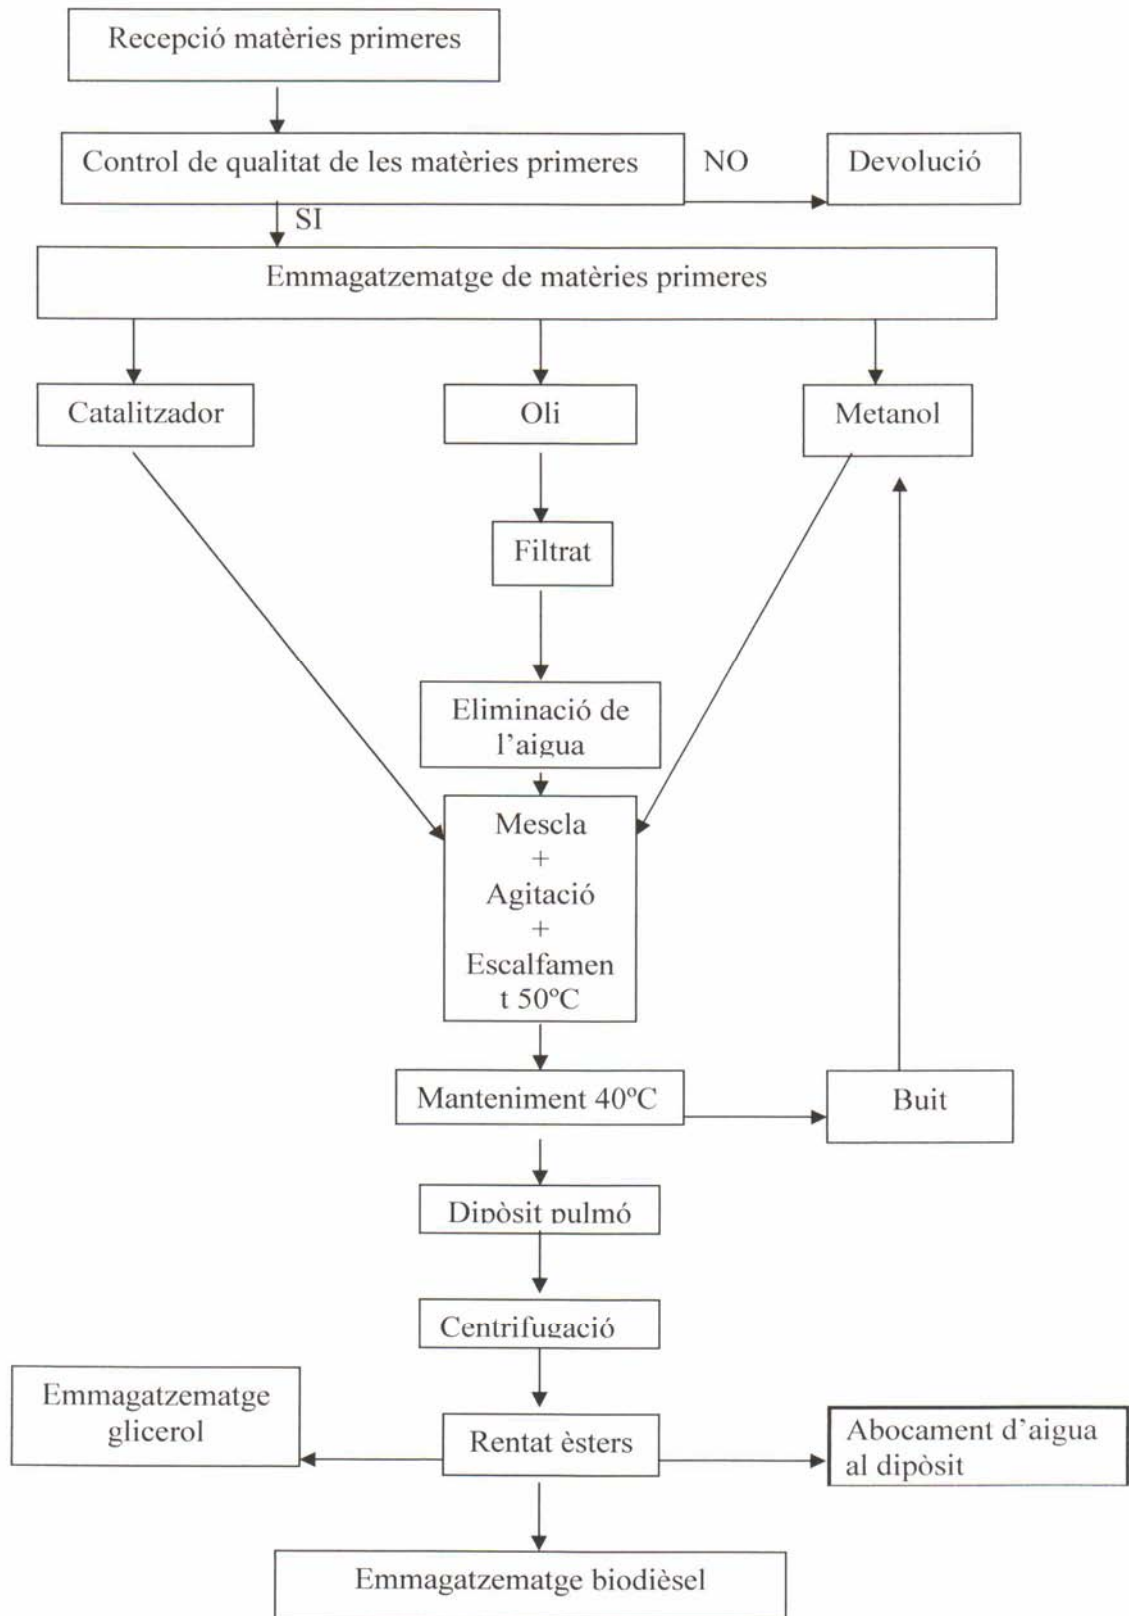 Recepció matèries primeres
Control de qualitat de les matèries primeres
NO
Devolució
SI
Emmagatzematge de matèries primeres
Catalitzador
Oli
Metanol
Filtrat
Eliminació de
l'aigua
Mescla
+
Agitació
+
Escalfamen
t 50ºC
Manteniment 40ºC
Buit
Dipòsit pulmó
Centrifugació
Emmagatzematge
glicerol
Rentat èsters
Abocament d'aigua
al dipòsit
Emmagatzematge biodièsel